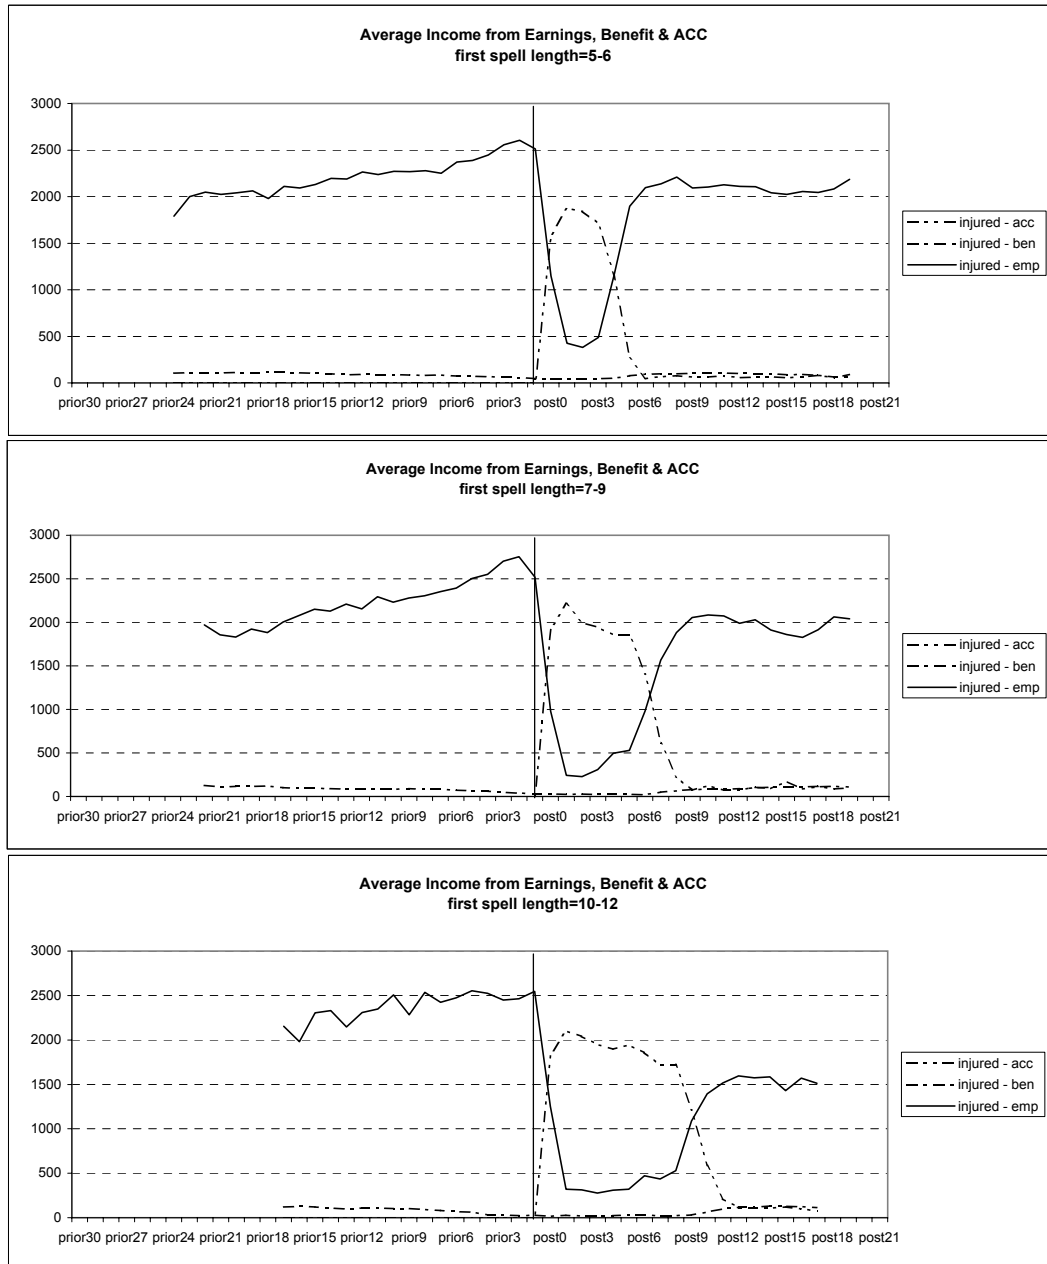 Average Income from Earnings, Benefit & ACC
first spell length=5-6
3000
2500
2000
1500
1000
500
0
prior30 prior27 prior24 prior21 prior18 prior15 prior12 prior9 prior6 prior3 post0 post3 post6 post9 post12 post15 post18 post21
injured - acc
injured - ben
injured - emp
Average Income from Earnings, Benefit & ACC
first spell length=7-9
3000
2500
2000
1500
1000
500
0
prior30 prior27 prior24 prior21 prior18 prior15 prior12 prior9 prior6 prior3 post0 post3 post6 post9 post12 post15 post18 post21
injured - acc
injured - ben
injured - emp
Average Income from Earnings, Benefit & ACC
first spell length=10-12
3000
2500
2000
1500
1000
500
0
prior30 prior27 prior24 prior21 prior18 prior15 prior12 prior9 prior6 prior3 post0 post3 post6 post9 post12 post15 post18 post21
injured - acc
injured - ben
injured - emp